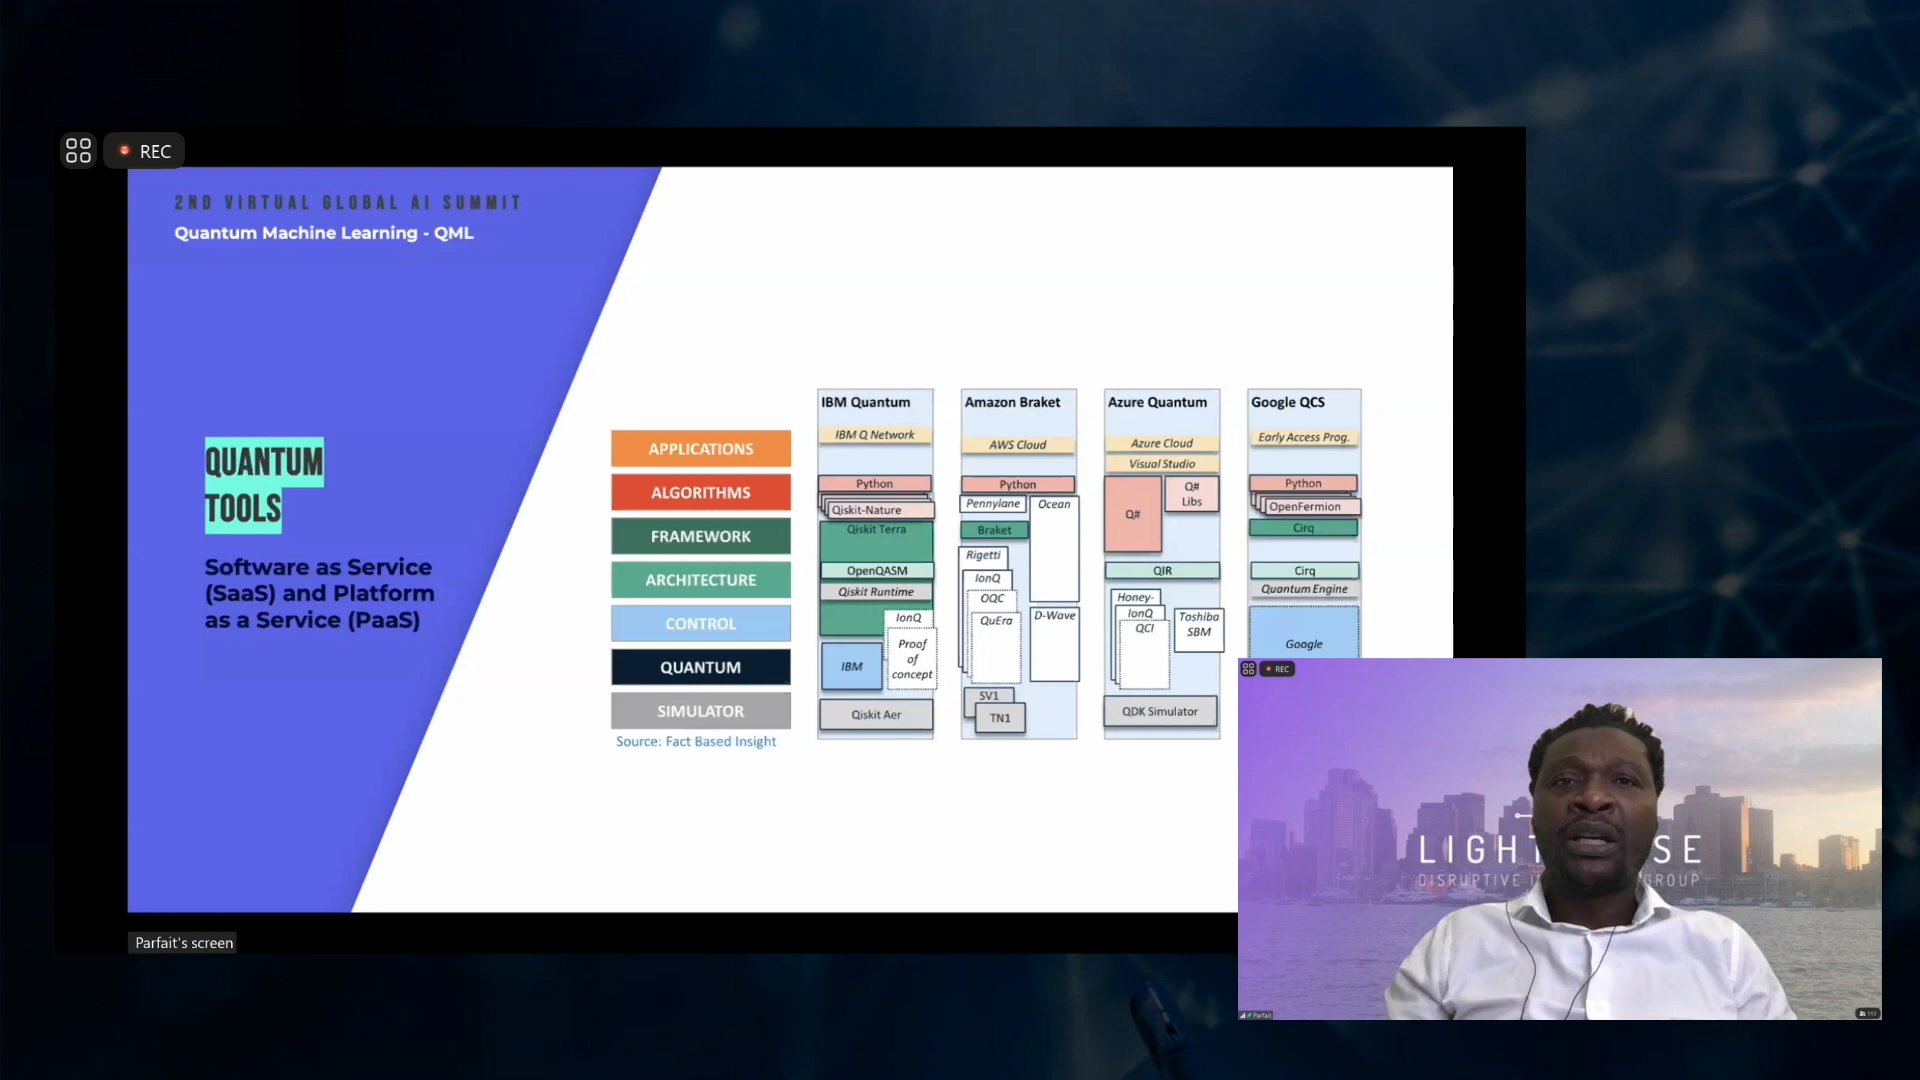 REC
2ND VIRTUAL GLOBAL AI SUMMIT
Quantum Machine Learning - QML
QUANTUM
TOOLS
Software as Service
(SaaS) and Platform
as a Service (PaaS)
APPLICATIONS
ALGORITHMS
FRAMEWORK
ARCHITECTURE
CONTROL
QUANTUM
SIMULATOR
Source: Fact Based Insight
IBM Quantum
IBM Q Network
Python
Qiskit-Nature
Qiskit Terra
OpenQASM
Qiskit Runtime
IonQ
Proof
of
concept
IBM
Qiskit Aer
Amazon Braket
AWS Cloud
Python
Pennylane
Ocean
Braket
Rigetti
IonQ
OQC
QuEra
D-Wave
SV1
TN1
Azure Quantum
Azure Cloud
Visual Studio
Q#
Q#
Libs
QIR
Honey-
IonQ
QCI
Toshiba
SBM
QDK Simulator
Google QCS
Early Access Prog.
Python
OpenFermion
Cirq
Cirq
Quantum Engine
Google
Parfait's screen
REC
LIGHT SE
DISRUPTIVE I GROUP
Parfait